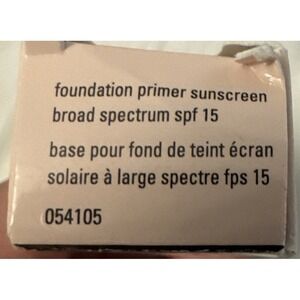 foundation primer sunscreen
broad spectrum spf 15
base pour fond de teint écran
solaire à large spectre fps 15
054105